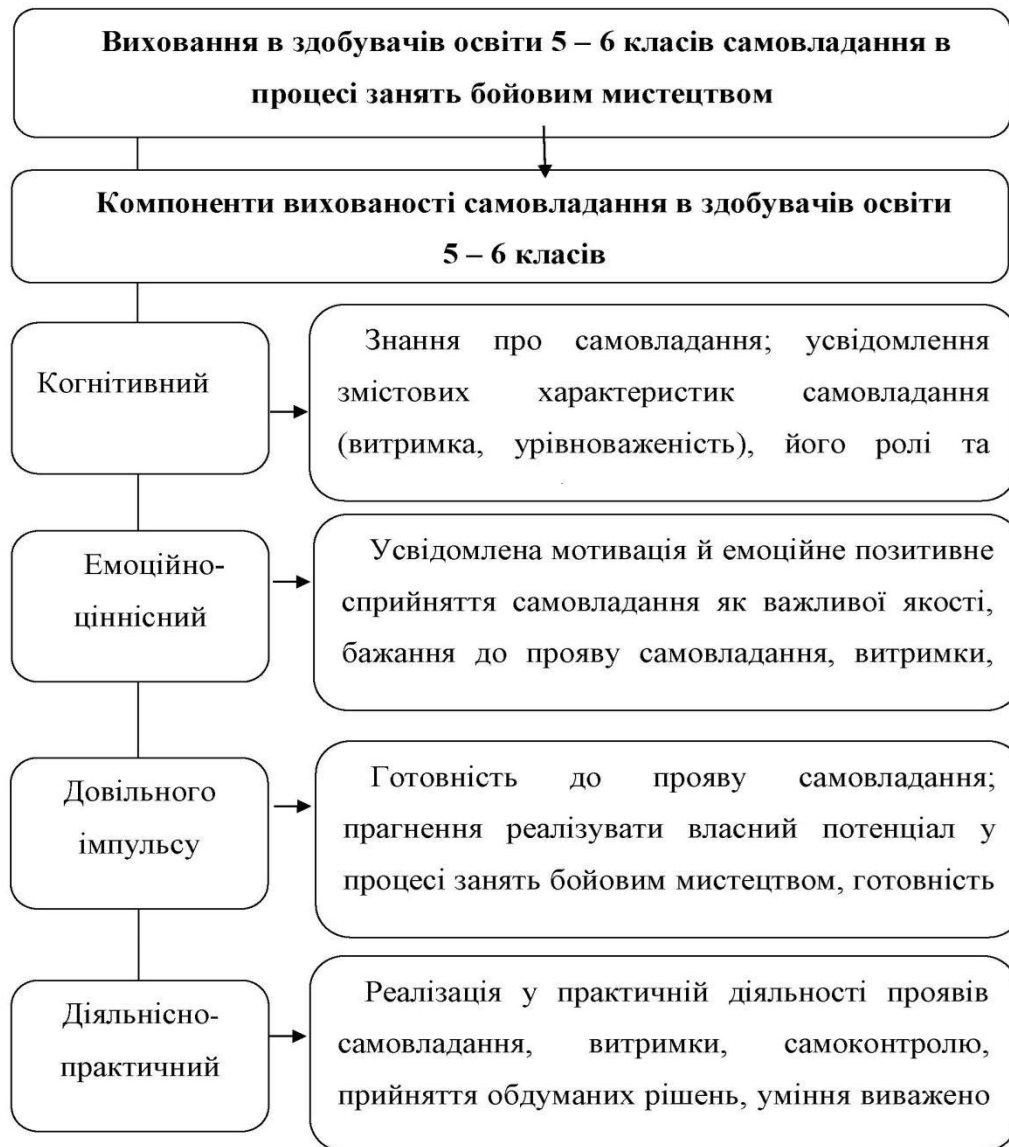 Виховання в здобувачів освіти 5 – 6 класів самовладання в
процесі занять бойовим мистецтвом
Компоненти вихованості самовладання в здобувачів освіти
5 – 6 класів
Когнітивний
Знання про самовладання; усвідомлення
змістових характеристик самовладання
(витримка, урівноваженість), його ролі та
Емоційно-
ціннісний
Усвідомлена мотивація й емоційне позитивне
сприйняття самовладання як важливої якості,
бажання до прояву самовладання, витримки,
Довільного
імпульсу
Готовність до прояву самовладання;
прагнення реалізувати власний потенціал у
процесі занять бойовим мистецтвом, готовність
Діяльнісно-
практичний
Реалізація у практичній діяльності проявів
самовладання, витримки, самоконтролю,
прийняття обдуманих рішень, уміння виважено